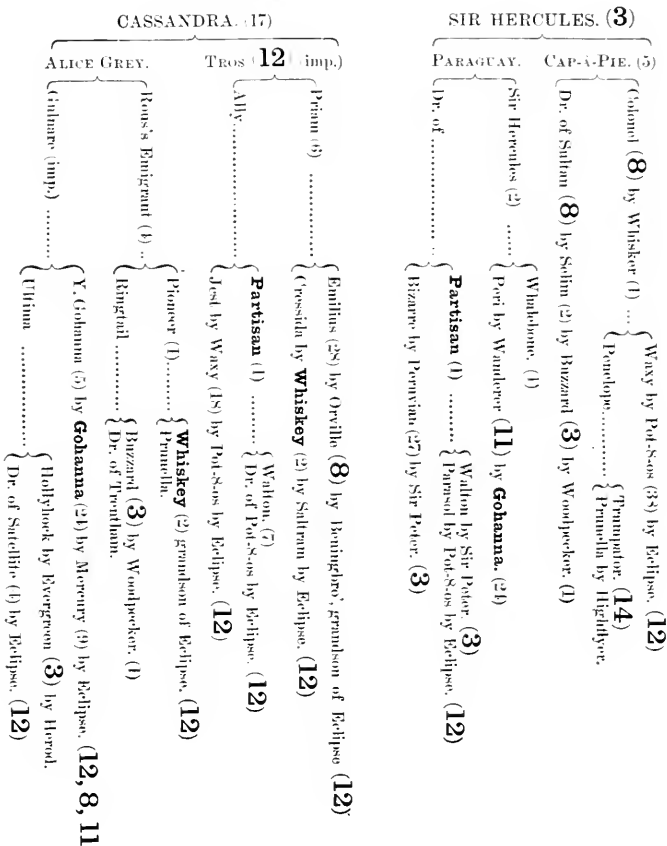 SIR HERCULES. (3)
CAP-À-PIE. (5)
Colonel (8) by Whisker (1) ...
Waxy by Pot-8-os (38) by Eclipse. (12)
Penelope............
Trumpator. (14)
Prunella by Highflyer.
Dr. of Sultan (8) by Selim (2) by Buzzard (3) by Woodpecker. (1)
PARAGUAY.
Sir Hercules (2) ......
Whalebone. (1)
Peri by Wanderer (11) by Gohanna. (24)
Dr. of ..................
Partisan (1) ..........
Walton by Sir Peter. (3)
Parasol by Pot-8-os by Eclipse. (12)
Bizarre by Peruvian (27) by Sir Peter. (3)
CASSANDRA. (17)
TROS (12) (imp.)
Priam (6) ............
Emilius (28) by Orville (8) by Beningbro', grandson of Eclipse (12)
Cressida by Whiskey (2) by Saltram by Eclipse. (12)
Ally..................
Partisan (1) ..........
Walton. (7)
Dr. of Pot-8-os by Eclipse. (12)
Jest by Waxy (18) by Pot-8-os by Eclipse. (12)
ALICE GREY.
Rous's Emigrant (4) ..
Pioneer (1).........
Whiskey (2) grandson of Eclipse. (12)
Prunella.
Ringtail ............
Buzzard (3) by Woodpecker. (1)
Dr. of Trentham.
Gulnare (imp.) ......
Y. Gohanna (5) by Gohanna (24) by Mercury (9) by Eclipse. (12, 8, 11
Ultima ...............
Hollyhock by Evergreen (3) by Herod.
Dr. of Satellite (4) by Eclipse. (12)